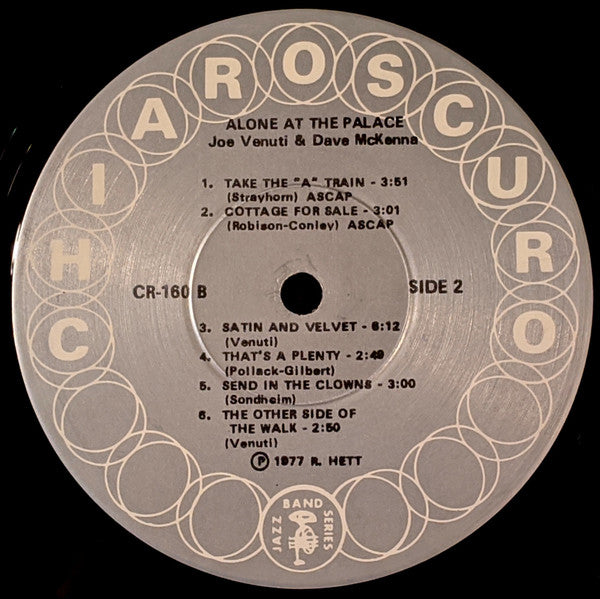 CHIAROSCURO
ALONE AT THE PALACE
Joe Venuti & Dave McKenna
1. TAKE THE "A" TRAIN - 3:51
(Strayhorn) ASCAP
2. COTTAGE FOR SALE - 3:01
(Robison-Conley) ASCAP
CR-160 B
SIDE 2
3. SATIN AND VELVET - 6:12
(Venuti)
4. THAT'S A PLENTY - 2:49
(Pollack-Gilbert)
5. SEND IN THE CLOWNS - 3:00
(Sondheim)
6. THE OTHER SIDE OF
THE WALK - 2:50
(Venuti)
℗ 1977 R. HETT
JAZZ BAND SERIES